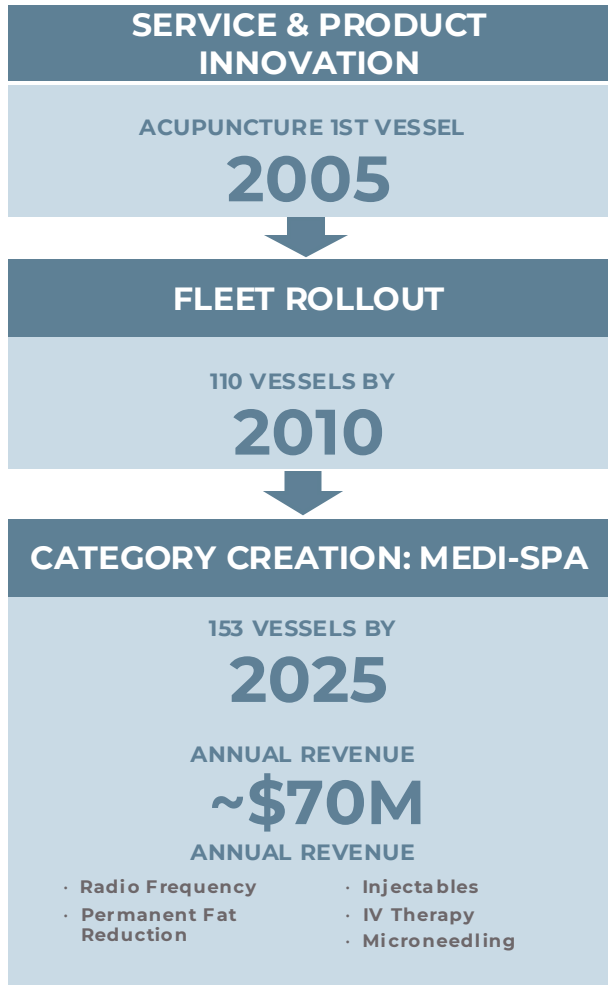 SERVICE & PRODUCT
INNOVATION
ACUPUNCTURE 1ST VESSEL
2005
FLEET ROLLOUT
110 VESSELS BY
2010
CATEGORY CREATION: MEDI-SPA
153 VESSELS BY
2025
ANNUAL REVENUE
~$70M
ANNUAL REVENUE
· Radio Frequency
· Permanent Fat
Reduction
· Injectables
· IV Therapy
· Microneedling